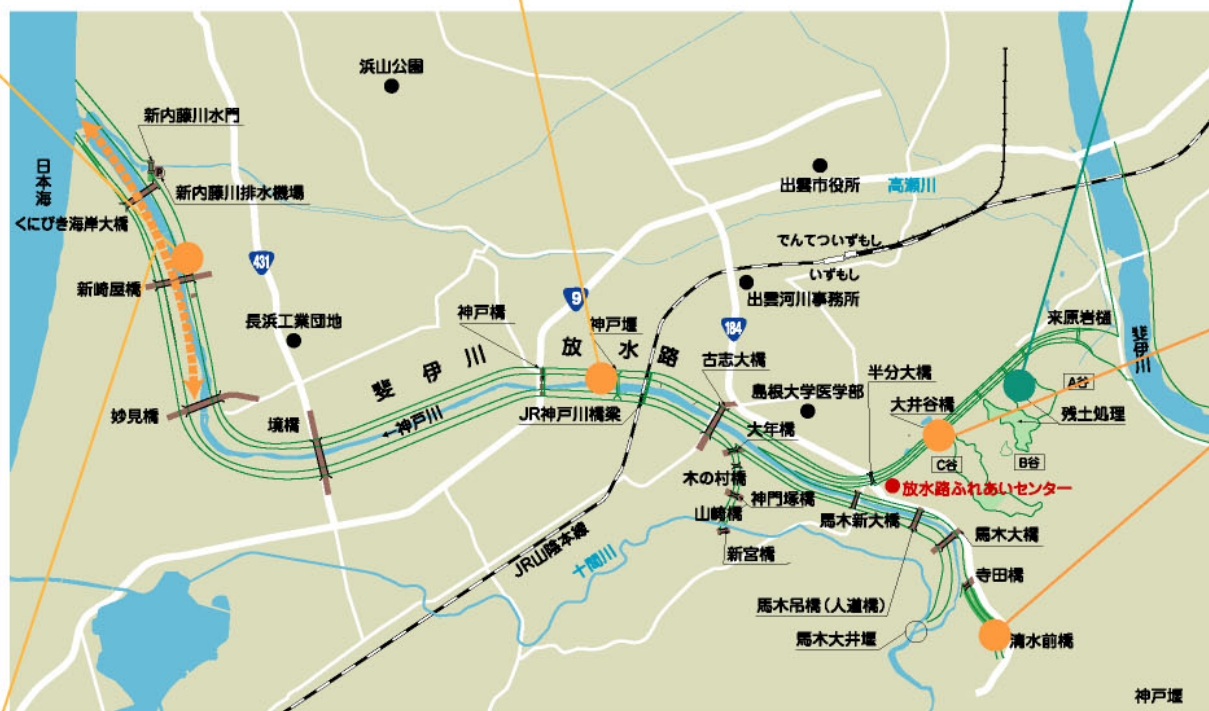 浜山公園
新内藤川水門
日本海
新内藤川排水機場
くにびき海岸大橋
出雲市役所
高瀬川
でんてついずもし
いずもし
431
新崎屋橋
長浜工業団地
9
出雲河川事務所
神戸橋
神戸堰
184
来原岩樋
斐伊川
斐伊川放水路
古志大橋
半分大橋
A谷
島根大学医学部
大井谷橋
残土処理
妙見橋
境橋
←神戸川
JR神戸川橋梁
大年橋
C谷
B谷
木の村橋
放水路ふれあいセンター
神門塚橋
山崎橋
馬木新大橋
馬木大橋
新宮橋
JR山陰本線
十間川
寺田橋
馬木吊橋(人道橋)
馬木大井堰
清水前橋
神戸堰